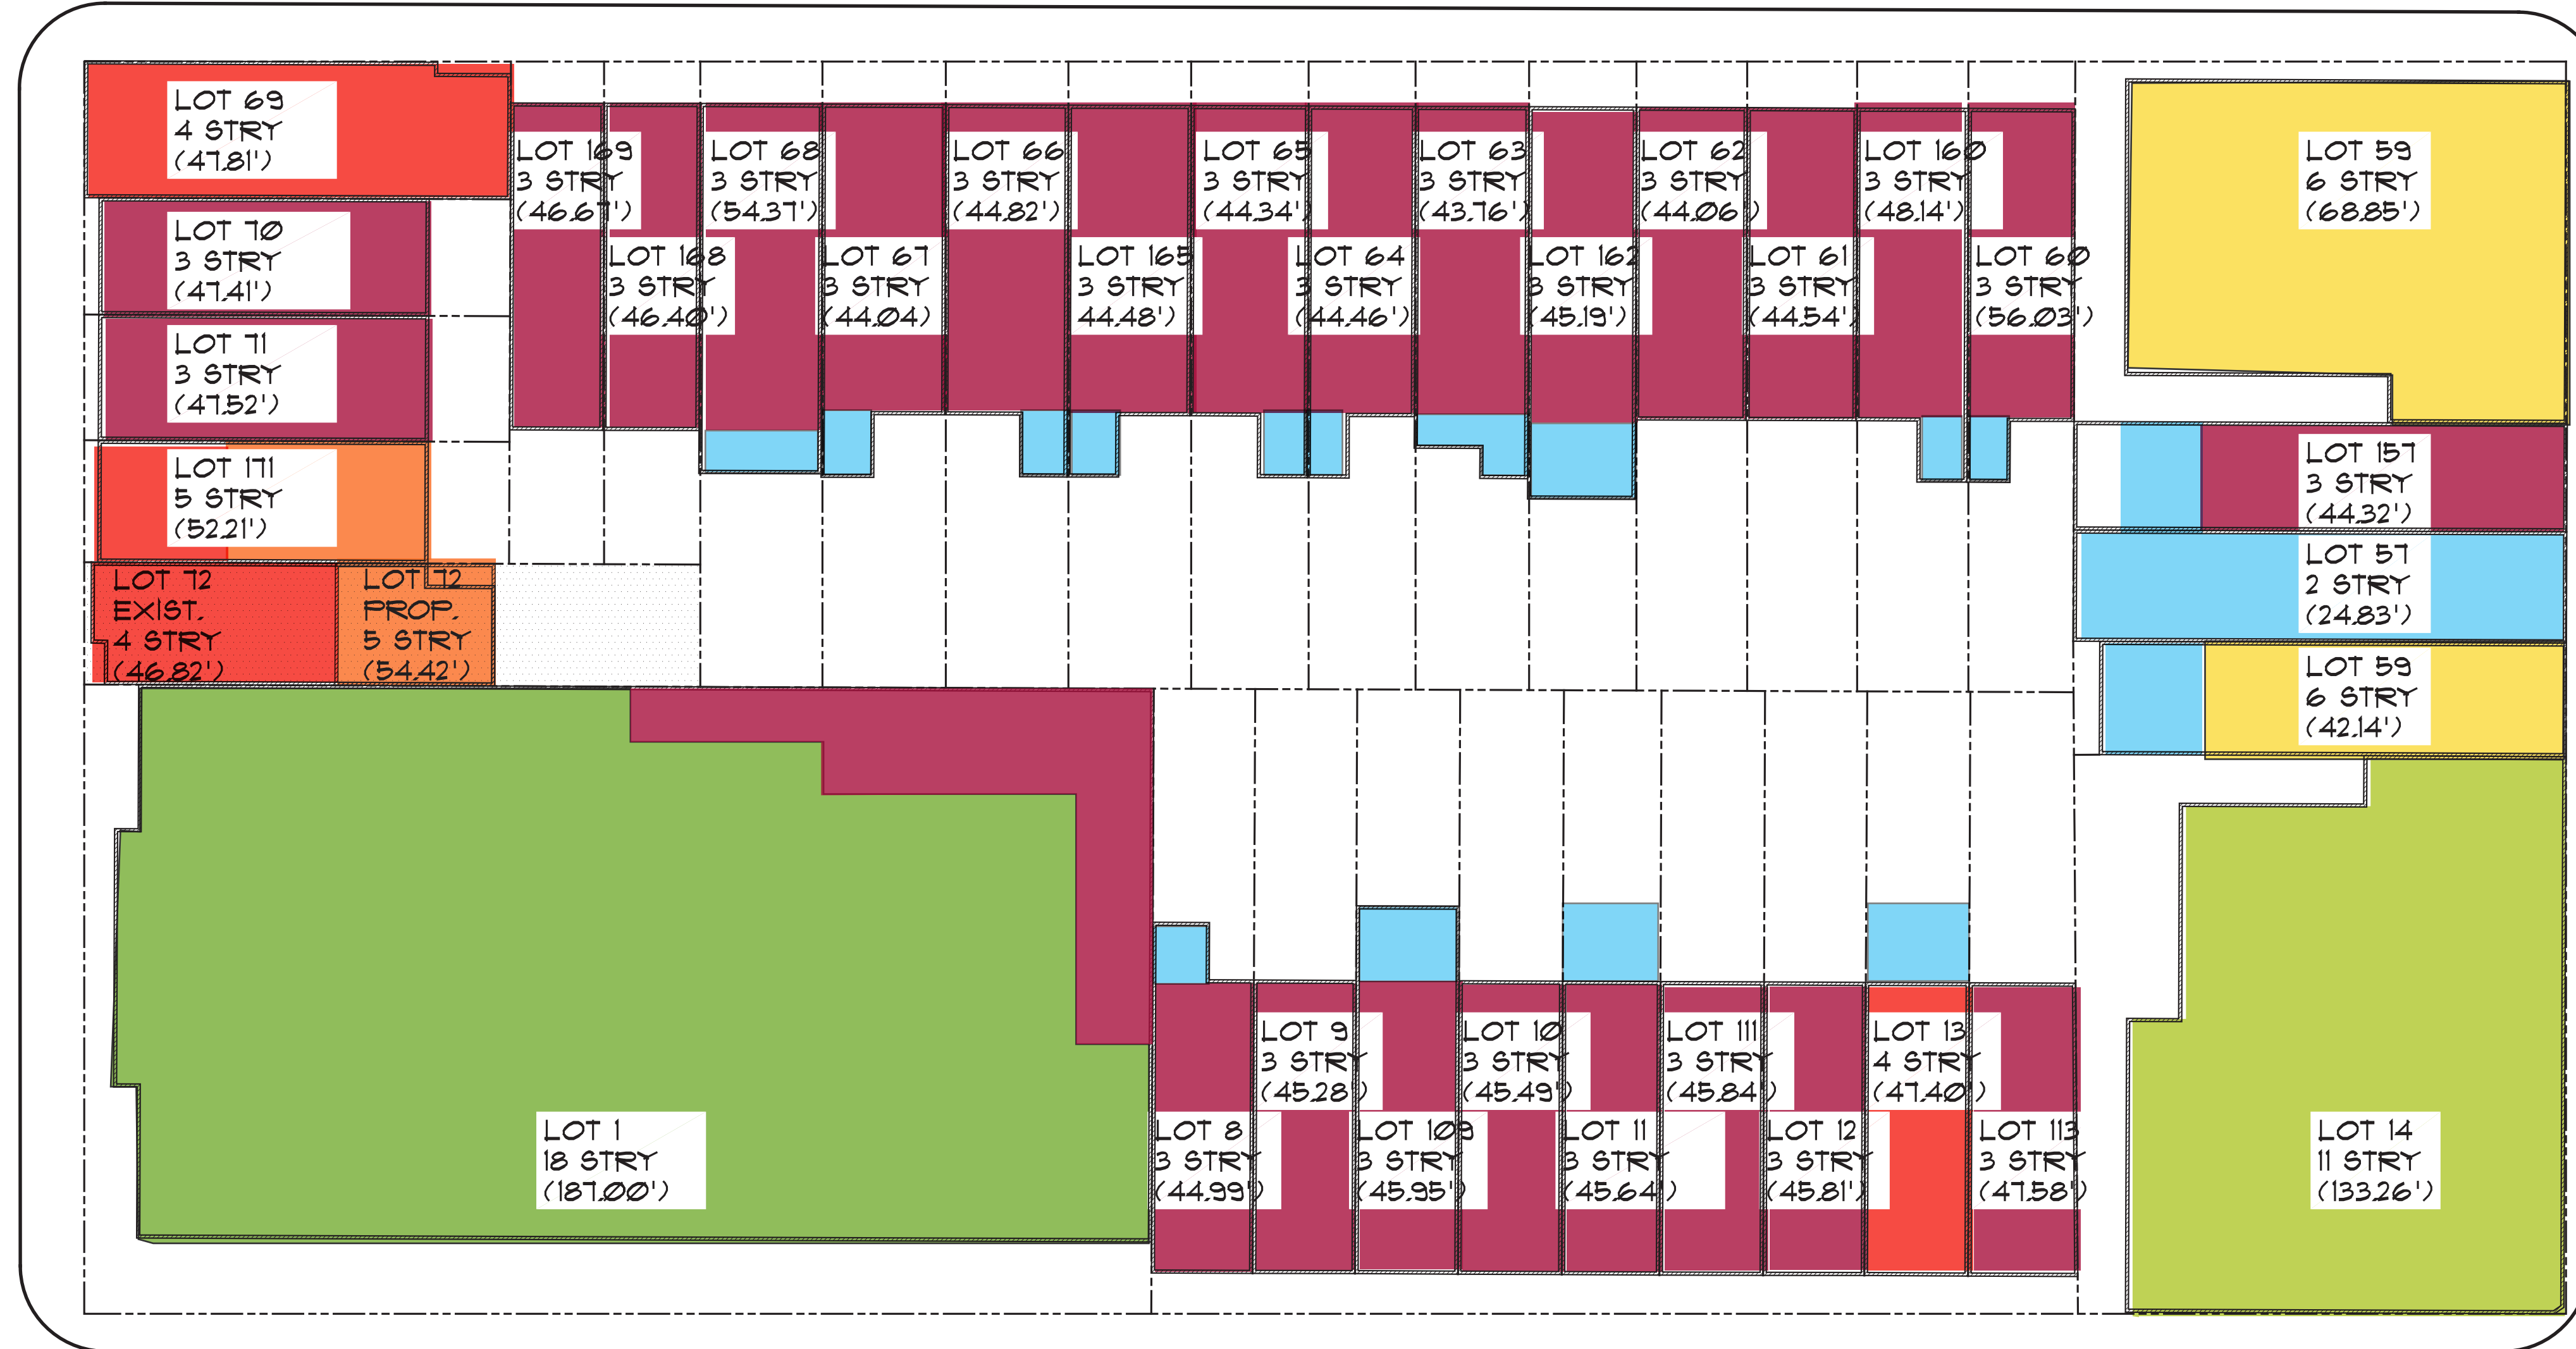 LOT 69
4 STRY
(47.81')
LOT 70
3 STRY
(47.41')
LOT 71
3 STRY
(47.52')
LOT 171
5 STRY
(52.21')
LOT 72
EXIST.
4 STRY
(46.82')
LOT 72
PROP.
5 STRY
(54.42')
LOT 169
3 STRY
(46.67')
LOT 168
3 STRY
(46.40')
LOT 68
3 STRY
(54.37')
LOT 67
3 STRY
(44.04)
LOT 66
3 STRY
(44.82')
LOT 165
3 STRY
44.48')
LOT 65
3 STRY
(44.34')
LOT 64
3 STRY
(44.46')
LOT 63
3 STRY
(43.76')
LOT 162
3 STRY
(45.19')
LOT 62
3 STRY
(44.06')
LOT 61
3 STRY
(44.54')
LOT 160
3 STRY
(48.14')
LOT 60
3 STRY
(56.03')
LOT 59
6 STRY
(68.85')
LOT 157
3 STRY
(44.32')
LOT 57
2 STRY
(24.83')
LOT 59
6 STRY
(42.14')
LOT 1
18 STRY
(187.00')
LOT 8
3 STRY
(44.99')
LOT 9
3 STRY
(45.28')
LOT 109
3 STRY
(45.95')
LOT 10
3 STRY
(45.49')
LOT 11
3 STRY
(45.64')
LOT 111
3 STRY
(45.84')
LOT 12
3 STRY
(45.81')
LOT 13
4 STRY
(47.40')
LOT 113
3 STRY
(47.58')
LOT 14
11 STRY
(133.26')